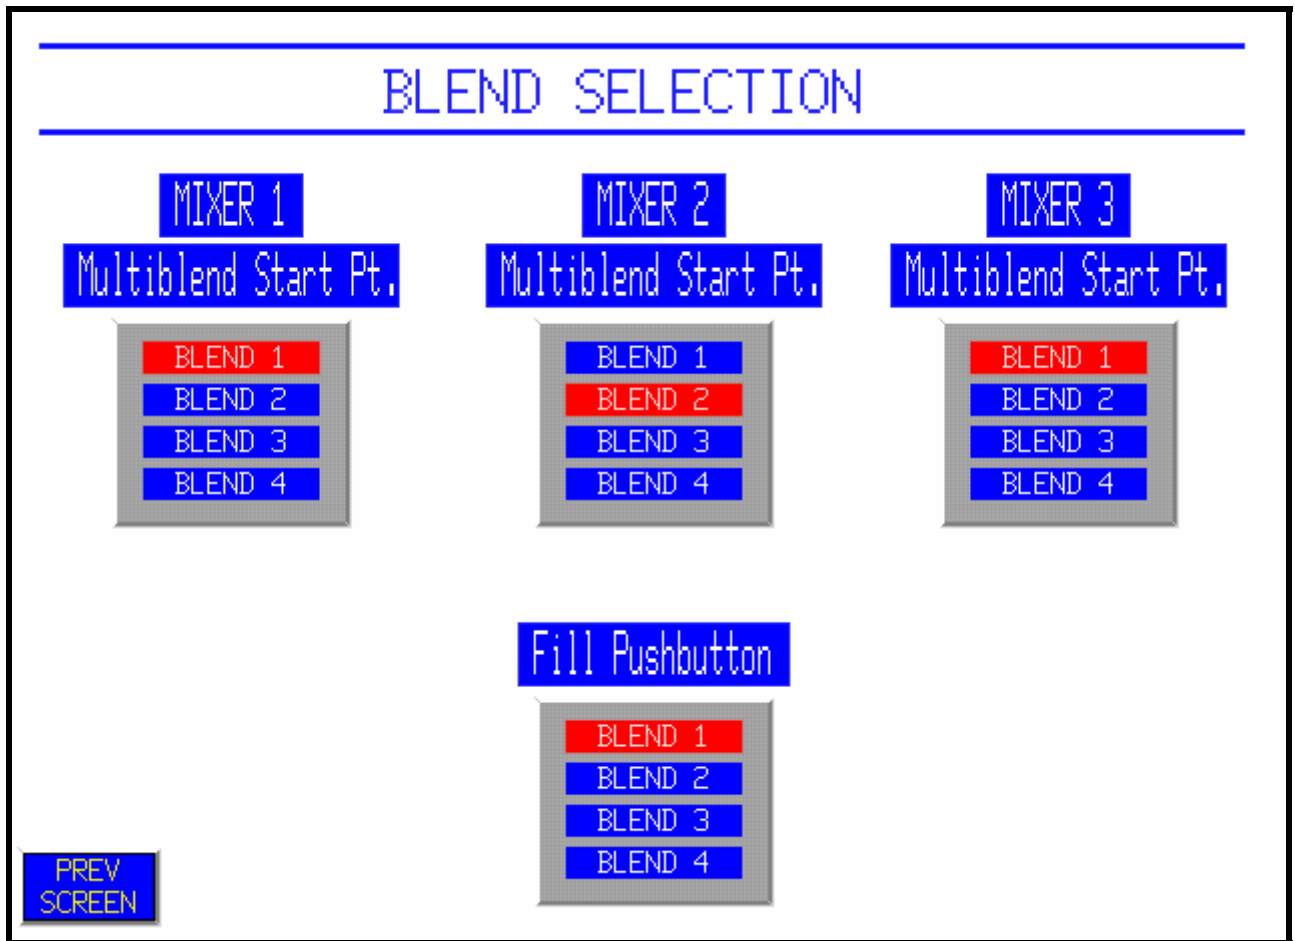 BLEND SELECTION
MIXER 1
Multiblend Start Pt.
BLEND 1
BLEND 2
BLEND 3
BLEND 4
MIXER 2
Multiblend Start Pt.
BLEND 1
BLEND 2
BLEND 3
BLEND 4
MIXER 3
Multiblend Start Pt.
BLEND 1
BLEND 2
BLEND 3
BLEND 4
Fill Pushbutton
BLEND 1
BLEND 2
BLEND 3
BLEND 4
PREV
SCREEN